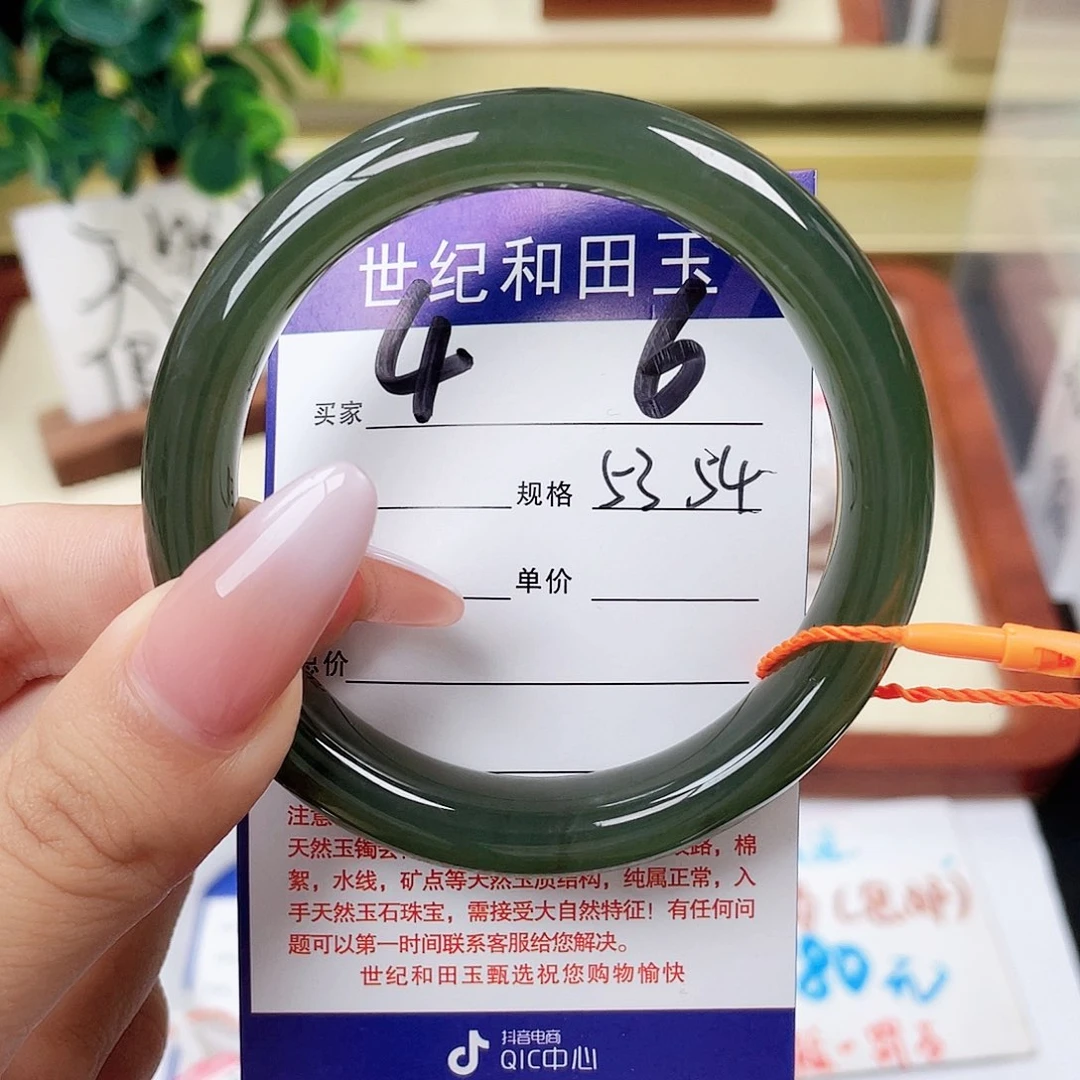 世纪和田玉
4 6
买家
规格 53 54
单价
价
注意
天然玉镯
路，棉
絮，水线，矿点等天然玉质结构，纯属正常，入
手天然玉石珠宝，需接受大自然特征！有任何问
题可以第一时间联系客服给您解决。
世纪和田玉甄选祝您购物愉快
抖音电商
QIC中心
80元